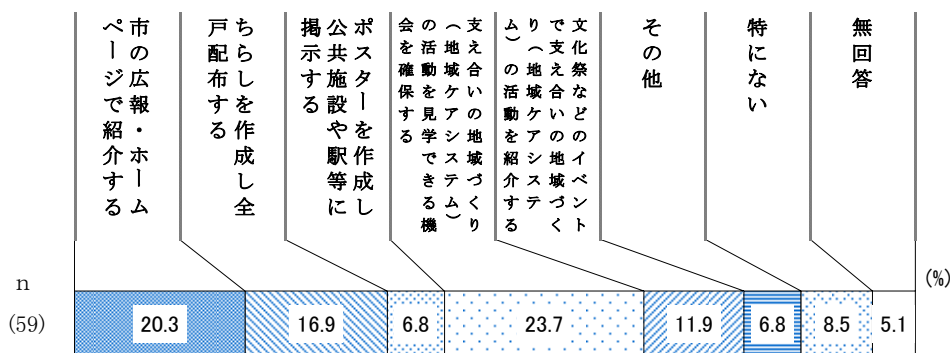 市の広報・ホーム
ページで紹介する
ちらしを作成し全
戸配布する
ポスターを作成し
公共施設や駅等に
掲示する
支え合いの地域づくり
（地域ケアシステム）
の活動を見学できる機
会を確保する
文化祭などのイベント
で支え合いの地域づく
り（地域ケアシステ
ム）の活動を紹介する
その他
特にない
無回答
(%)
n
(59)
20.3
16.9
6.8
23.7
11.9
6.8
8.5
5.1